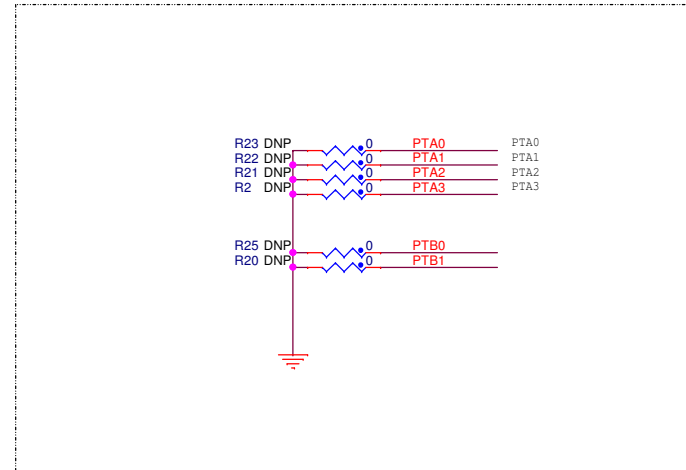 R23 DNP 0 PTA0 PTA0
R22 DNP 0 PTA1 PTA1
R21 DNP 0 PTA2 PTA2
R2 DNP 0 PTA3 PTA3
R25 DNP 0 PTB0
R20 DNP 0 PTB1